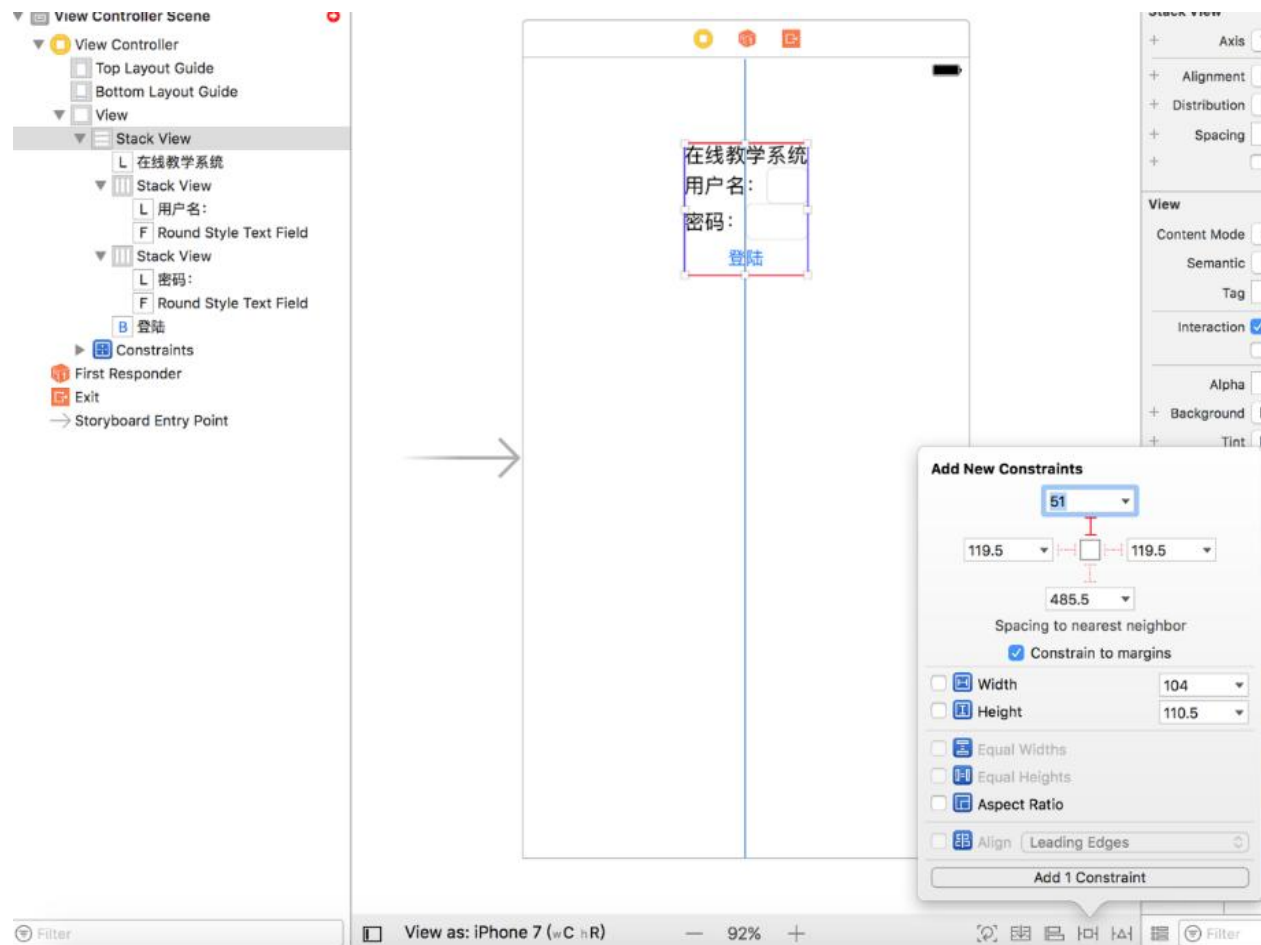 View Controller Scene
View Controller
Top Layout Guide
Bottom Layout Guide
View
Stack View
L 在线教学系统
Stack View
L 用户名:
F Round Style Text Field
Stack View
L 密码:
F Round Style Text Field
B 登陆
Constraints
First Responder
Exit
Storyboard Entry Point
Filter
在线教学系统
用户名:
密码:
登陆
View as: iPhone 7 (wC hR)
92%
Stack View
Axis
Alignment
Distribution
Spacing
View
Content Mode
Semantic
Tag
Interaction
Alpha
Background
Tint
Add New Constraints
51
119.5
119.5
485.5
Spacing to nearest neighbor
Constrain to margins
Width 104
Height 110.5
Equal Widths
Equal Heights
Aspect Ratio
Align Leading Edges
Add 1 Constraint
Filter